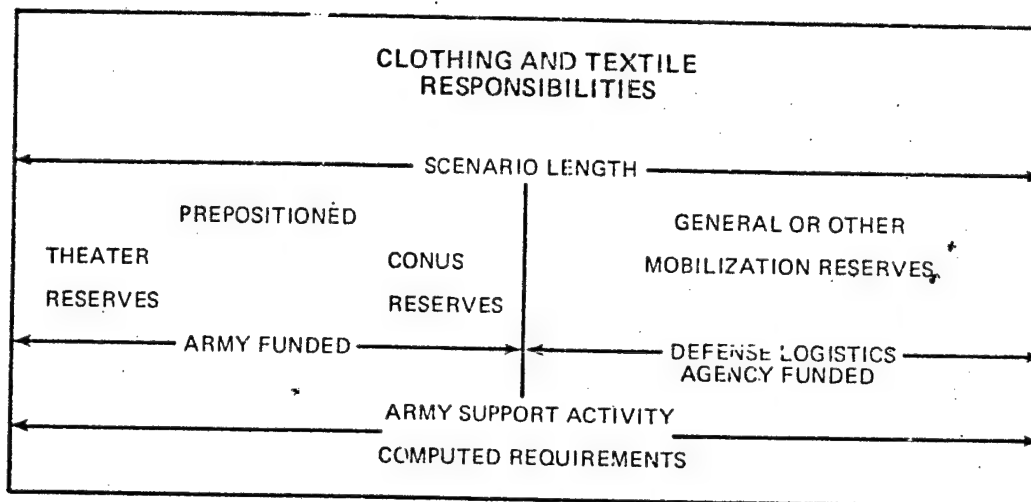 CLOTHING AND TEXTILE
RESPONSIBILITIES
SCENARIO LENGTH
PREPOSITIONED
THEATER
RESERVES
CONUS
RESERVES
GENERAL OR OTHER
MOBILIZATION RESERVES
ARMY FUNDED
DEFENSE LOGISTICS
AGENCY FUNDED
ARMY SUPPORT ACTIVITY
COMPUTED REQUIREMENTS